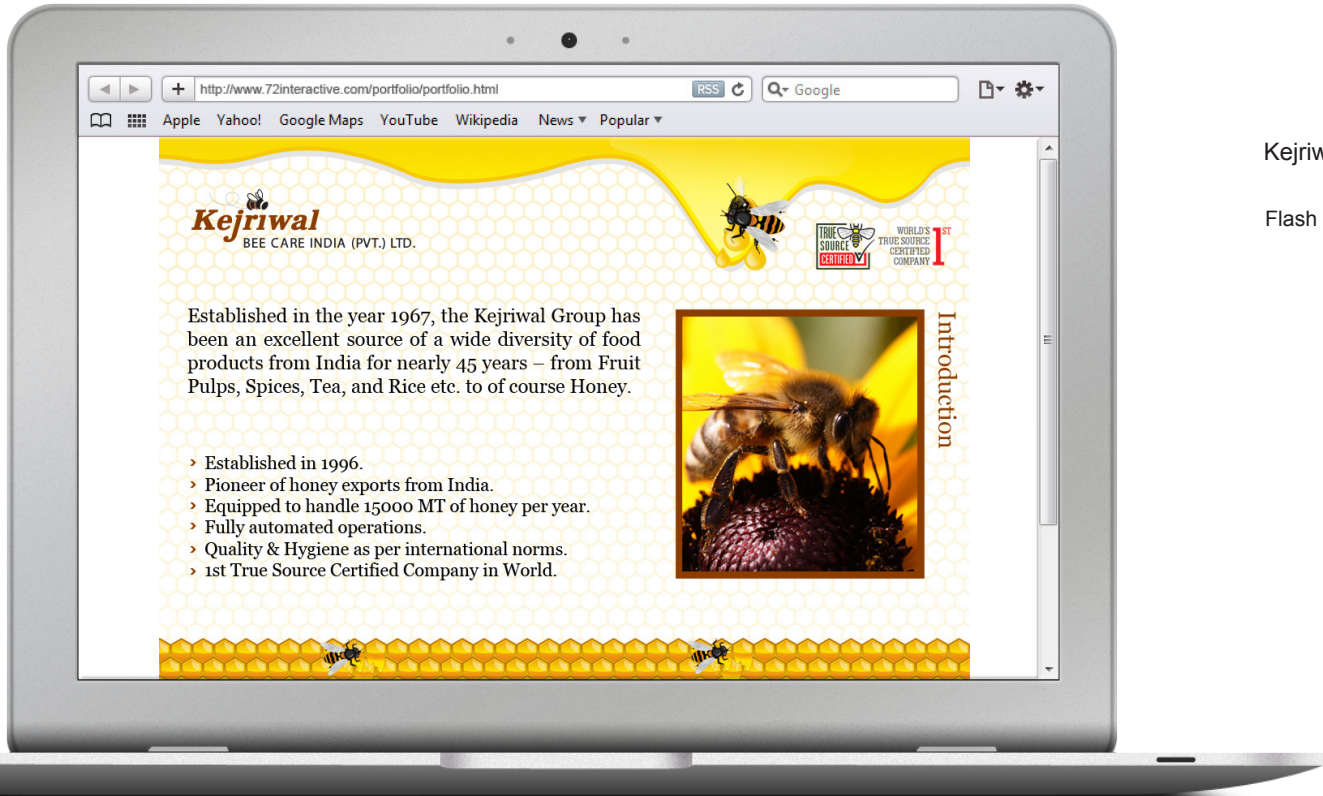 http://www.72interactive.com/portfolio/portfolio.html
RSS
Google
Apple Yahoo! Google Maps YouTube Wikipedia News Popular
Kejriwal
BEE CARE INDIA (PVT.) LTD.
TRUE
SOURCE
CERTIFIED
WORLD'S
TRUE SOURCE
CERTIFIED
COMPANY
1ST
Established in the year 1967, the Kejriwal Group has
been an excellent source of a wide diversity of food
products from India for nearly 45 years – from Fruit
Pulps, Spices, Tea, and Rice etc. to of course Honey.
Introduction
› Established in 1996.
› Pioneer of honey exports from India.
› Equipped to handle 15000 MT of honey per year.
› Fully automated operations.
› Quality & Hygiene as per international norms.
› 1st True Source Certified Company in World.
Flash